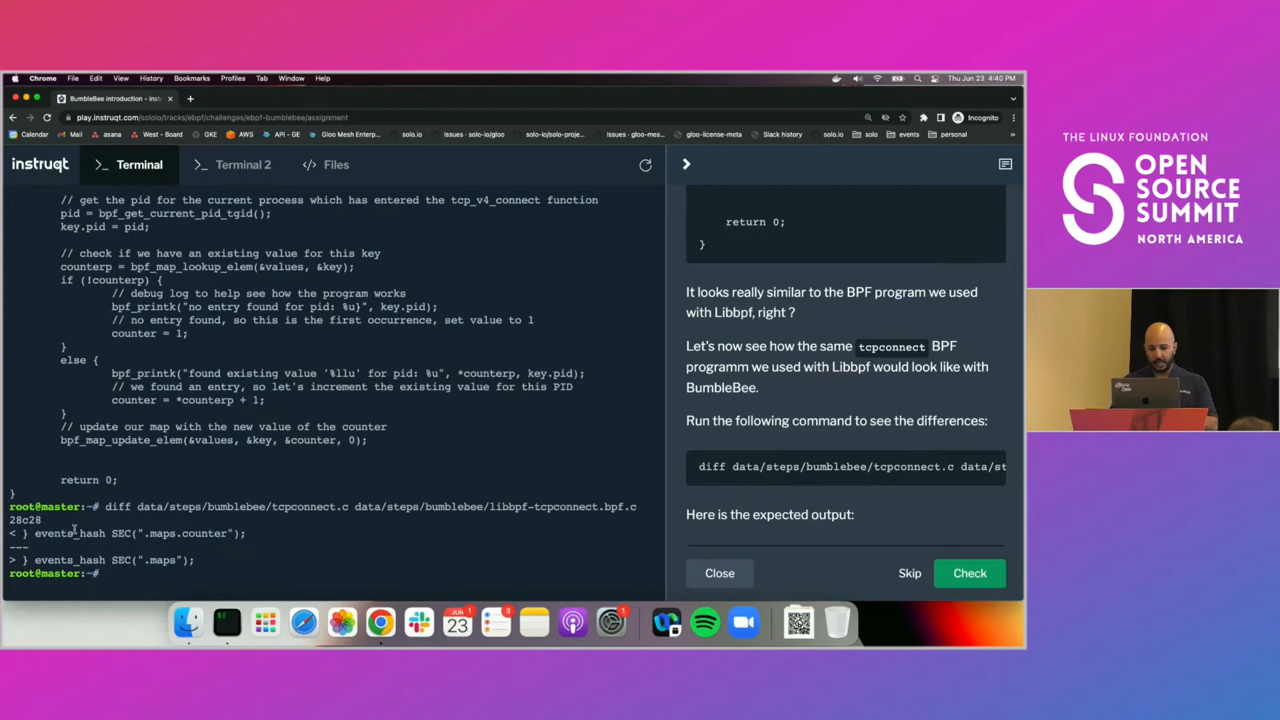 Chrome File Edit View History Bookmarks Profiles Tab Window Help
Thu Jun 23 4:40 PM
BumbleBee introduction - inst
play.instruqt.com/soloio/tracks/ebpf/challenges/ebpf-bumblebee/assignment
Incognito
Calendar Mail asana West - Board GKE AWS API - GE Gloo Mesh Enterpr... solo.io Issues · solo-io/gloo solo-io/solo-proje... Issues · gloo-mes... gloo-license-meta Slack history solo.io solo events personal
instruqt
>_ Terminal
>_ Terminal 2
</> Files
// get the pid for the current process which has entered the tcp_v4_connect function
pid = bpf_get_current_pid_tgid();
key.pid = pid;
// check if we have an existing value for this key
counterp = bpf_map_lookup_elem(&values, &key);
if (!counterp) {
// debug log to help see how the program works
bpf_printk("no entry found for pid: %u}", key.pid);
// no entry found, so this is the first occurrence, set value to 1
counter = 1;
}
else {
bpf_printk("found existing value '%llu' for pid: %u", *counterp, key.pid);
// we found an entry, so let's increment the existing value for this PID
counter = *counterp + 1;
}
// update our map with the new value of the counter
bpf_map_update_elem(&values, &key, &counter, 0);
return 0;
}
root@master:~# diff data/steps/bumblebee/tcpconnect.c data/steps/bumblebee/libbpf-tcpconnect.bpf.c
28c28
< } events_hash SEC(".maps.counter");
---
> } events_hash SEC(".maps");
root@master:~#
return 0;
}
It looks really similar to the BPF program we used
with Libbpf, right ?
Let's now see how the same tcpconnect BPF
programm we used with Libbpf would look like with
BumbleBee.
Run the following command to see the differences:
diff data/steps/bumblebee/tcpconnect.c data/st
Here is the expected output:
Close
Skip
Check
JUN
23
1
3
1
THE LINUX FOUNDATION
OPEN
SOURCE
SUMMIT
NORTH AMERICA